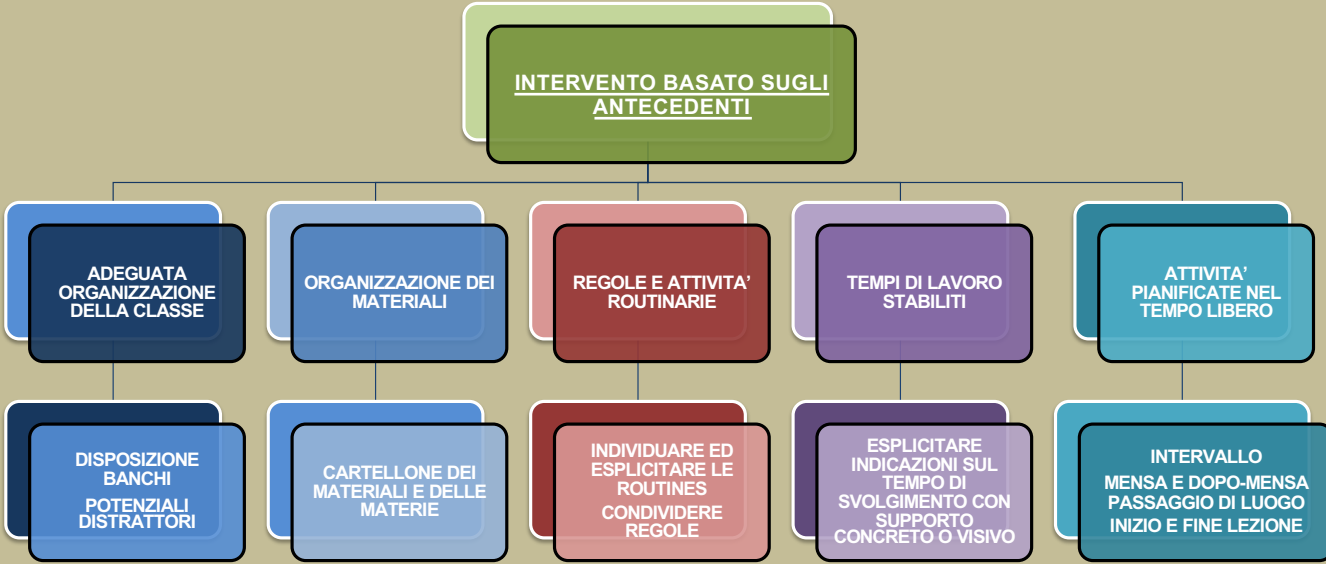 INTERVENTO BASATO SUGLI
ANTECEDENTI
ADEGUATA
ORGANIZZAZIONE
DELLA CLASSE
ORGANIZZAZIONE DEI
MATERIALI
REGOLE E ATTIVITA’
ROUTINARIE
TEMPI DI LAVORO
STABILITI
ATTIVITA’
PIANIFICATE NEL
TEMPO LIBERO
DISPOSIZIONE
BANCHI
POTENZIALI
DISTRATTORI
CARTELLONE DEI
MATERIALI E DELLE
MATERIE
INDIVIDUARE ED
ESPLICITARE LE
ROUTINES
CONDIVIDERE
REGOLE
ESPLICITARE
INDICAZIONI SUL
TEMPO DI
SVOLGIMENTO CON
SUPPORTO
CONCRETO O VISIVO
INTERVALLO
MENSA E DOPO-MENSA
PASSAGGIO DI LUOGO
INIZIO E FINE LEZIONE